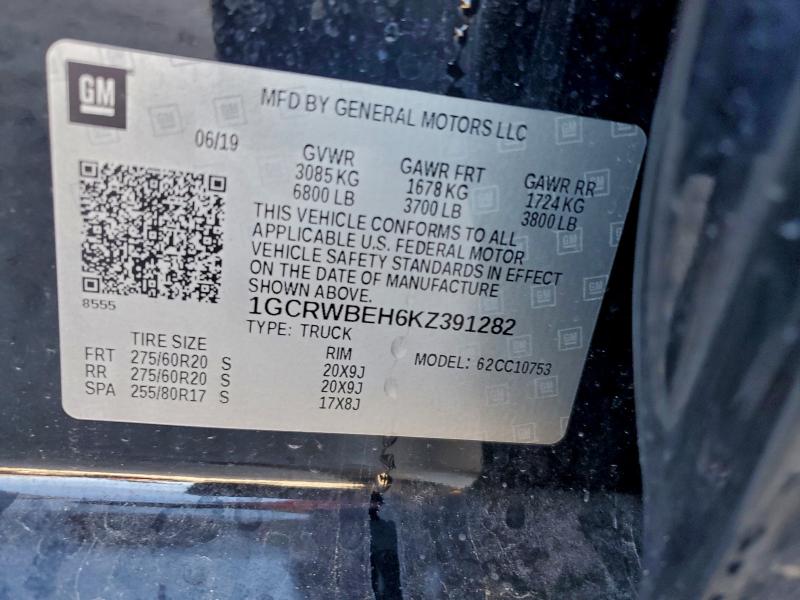 GM
MFD BY GENERAL MOTORS LLC
06/19
GVWR
3085 KG
6800 LB
GAWR FRT
1678 KG
3700 LB
GAWR RR
1724 KG
3800 LB
THIS VEHICLE CONFORMS TO ALL
APPLICABLE U.S. FEDERAL MOTOR
VEHICLE SAFETY STANDARDS IN EFFECT
ON THE DATE OF MANUFACTURE
SHOWN ABOVE.
8555
1GCRWBEH6KZ391282
TYPE: TRUCK
MODEL: 62CC10753
TIRE SIZE RIM
FRT 275/60R20 S 20X9J
RR 275/60R20 S 20X9J
SPA 255/80R17 S 17X8J